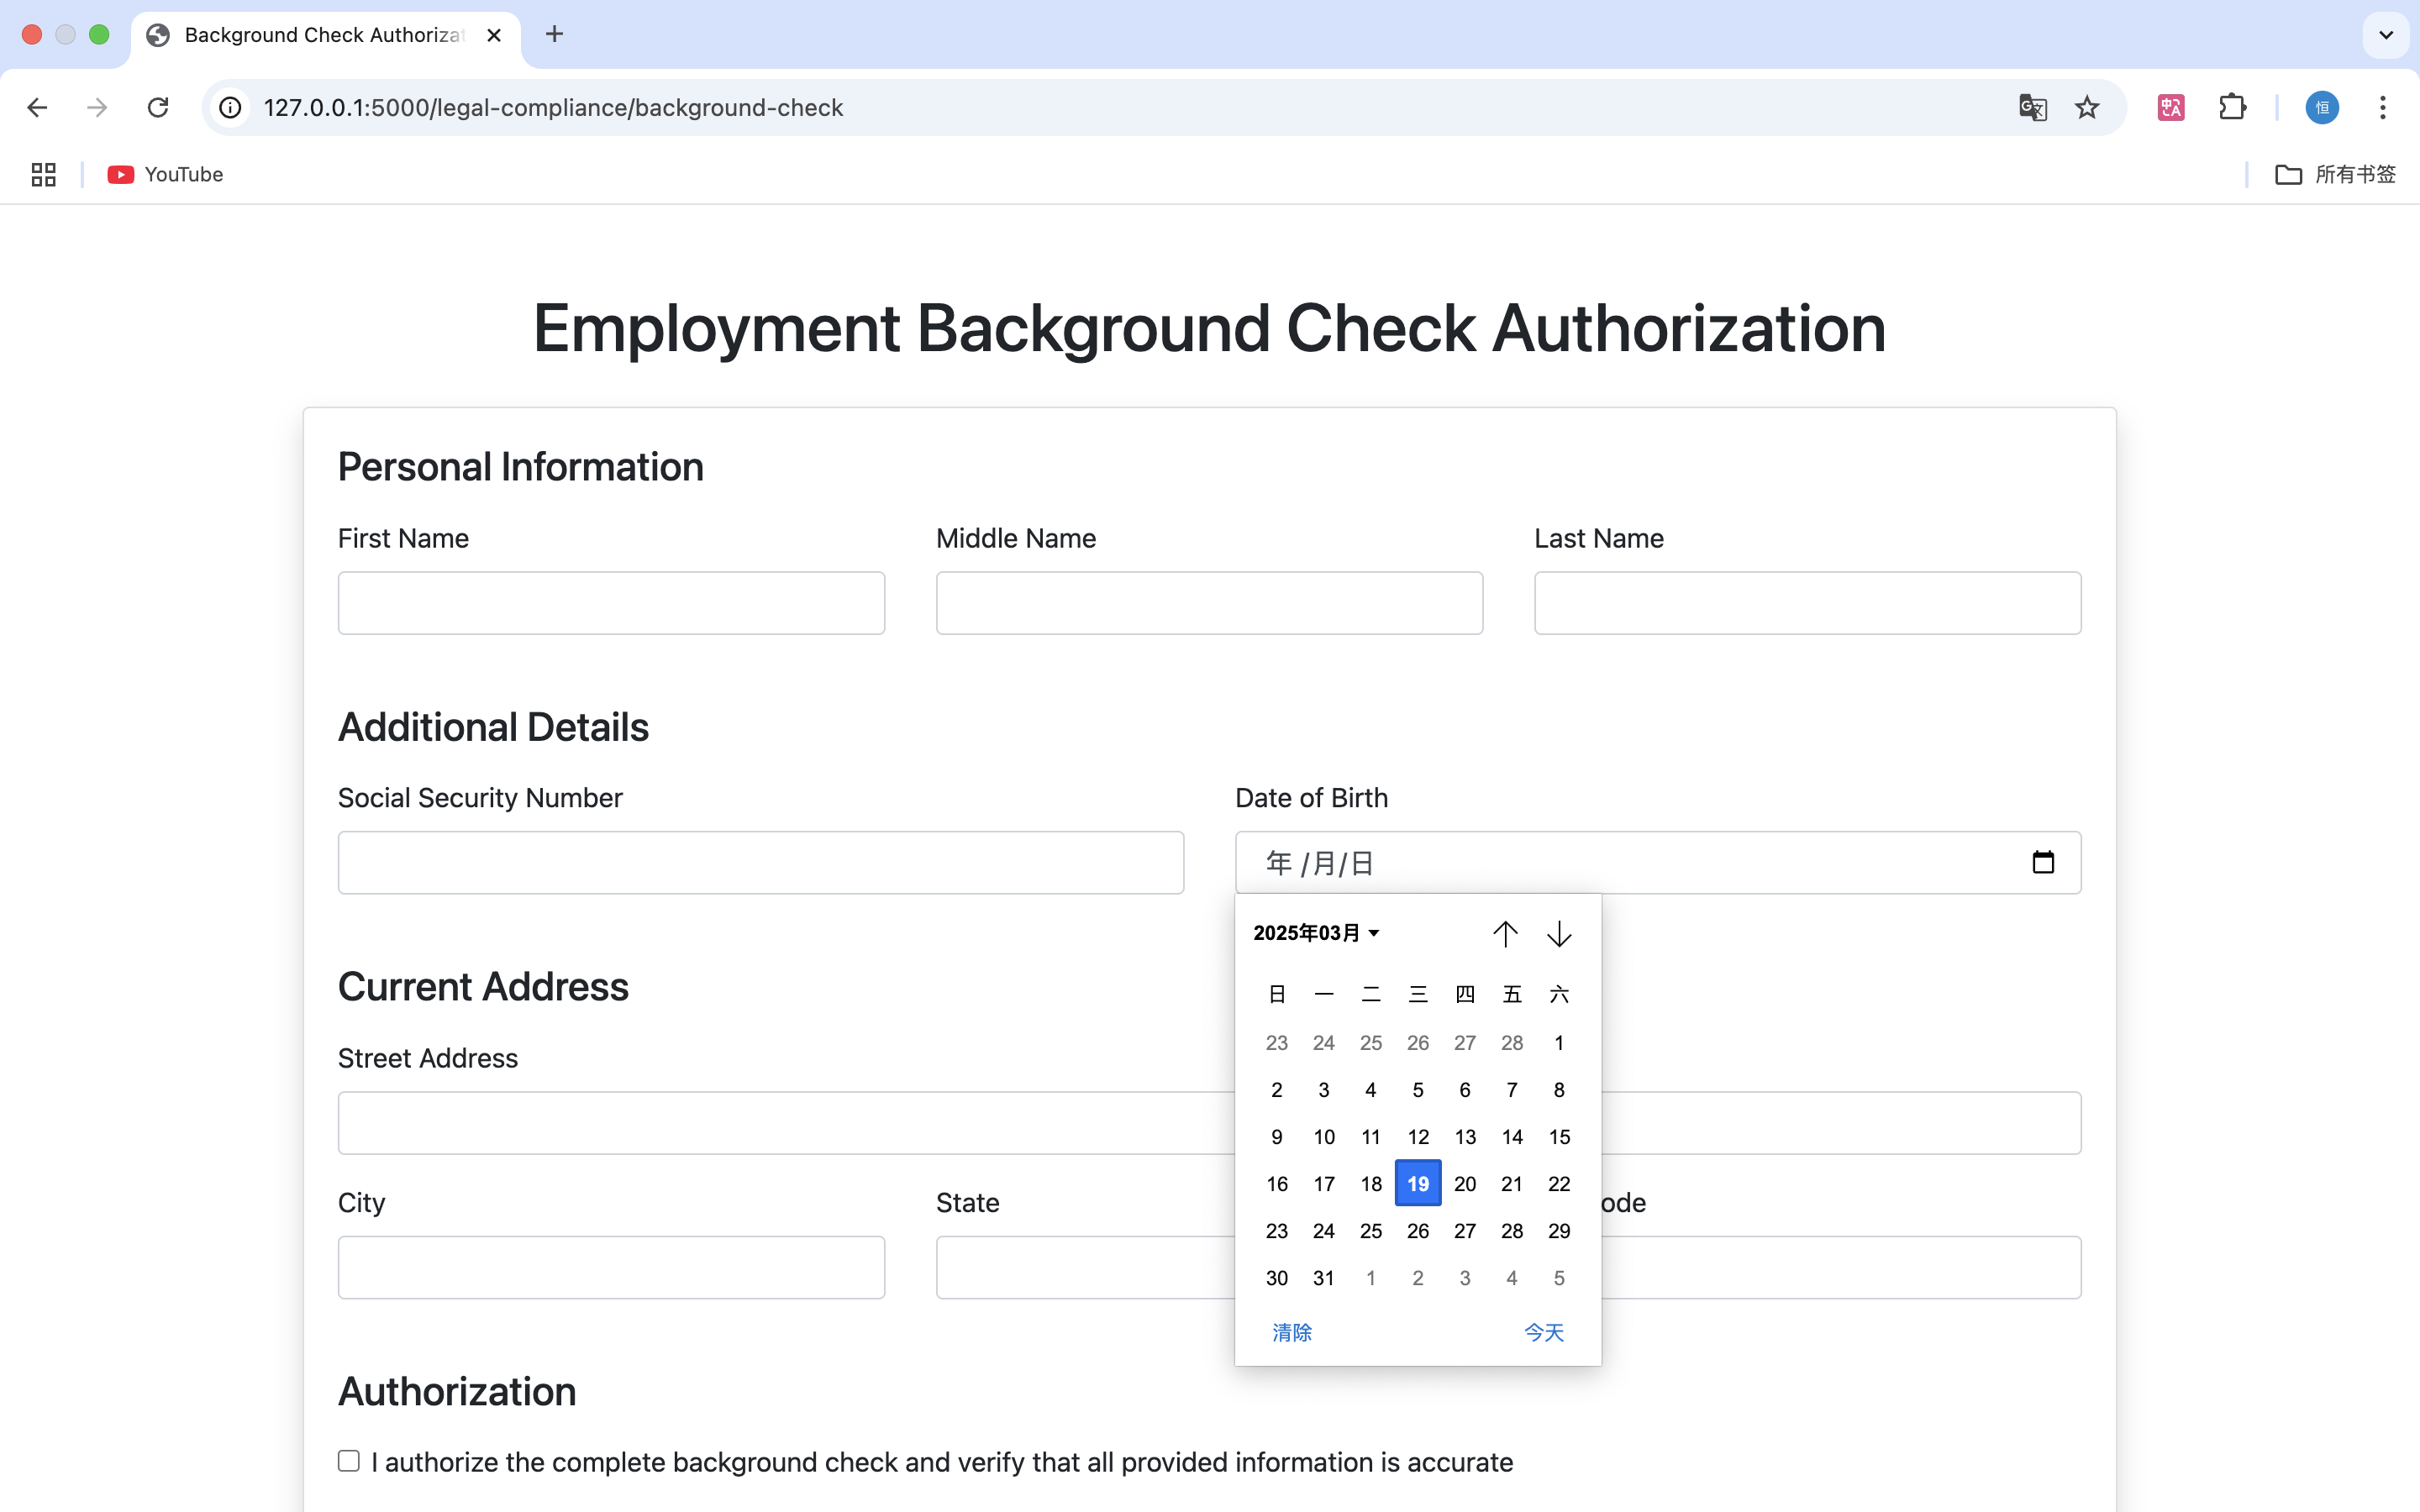 Background Check Authorizat
127.0.0.1:5000/legal-compliance/background-check
恒
YouTube
所有书签
Employment Background Check Authorization
Personal Information
First Name
Middle Name
Last Name
Additional Details
Social Security Number
Date of Birth
年 /月/日
2025年03月
日 一 二 三 四 五 六
23 24 25 26 27 28 1
2 3 4 5 6 7 8
9 10 11 12 13 14 15
16 17 18 19 20 21 22
23 24 25 26 27 28 29
30 31 1 2 3 4 5
清除
今天
Current Address
Street Address
City
State
ode
Authorization
I authorize the complete background check and verify that all provided information is accurate